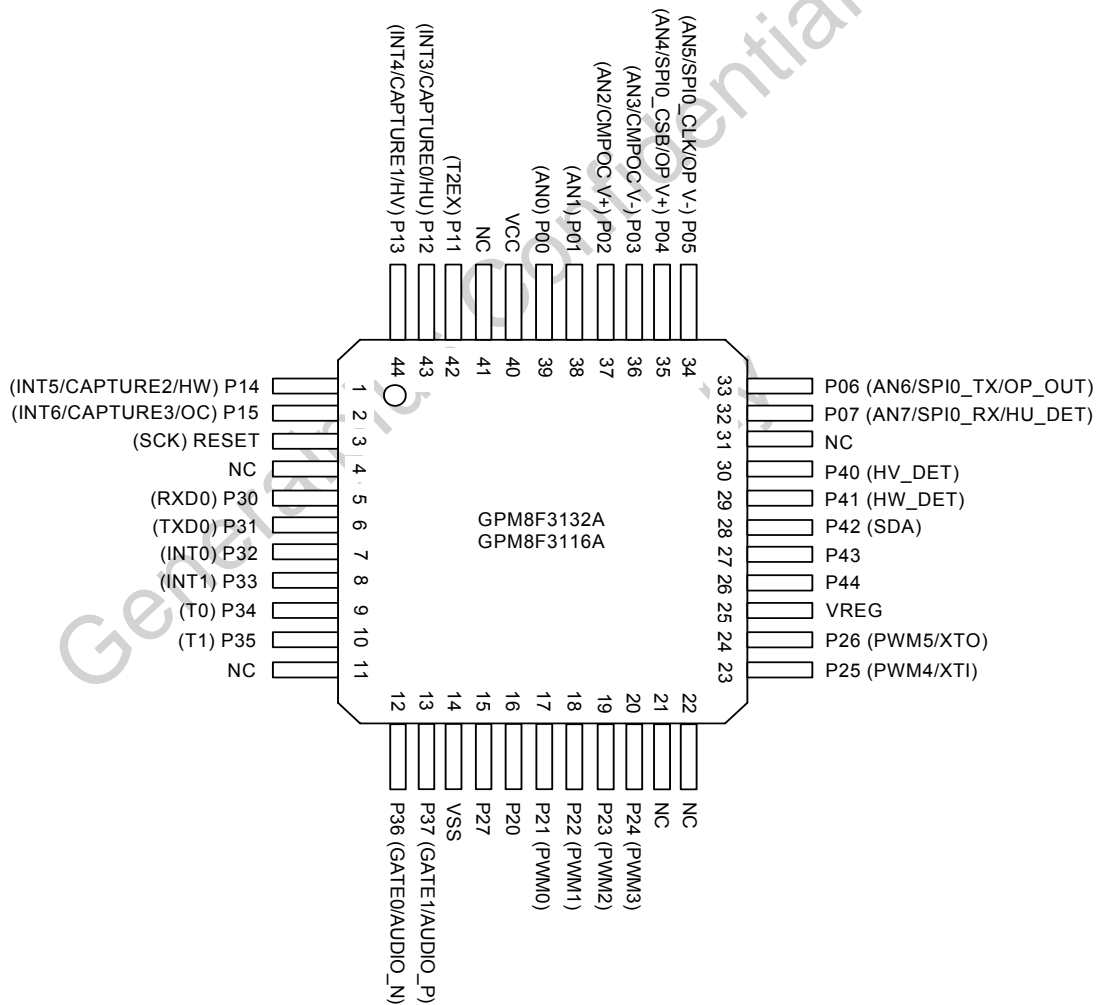 (INT4/CAPTURE1/HV) P13
(INT3/CAPTURE0/HU) P12
(T2EX) P11
NC
VCC
(AN0) P00
(AN1) P01
(AN2/CMPOC V+) P02
(AN3/CMPOC V-) P03
(AN4/SPI0_CSB/OP V+) P04
(AN5/SPI0_CLK/OP V-) P05
44
43
42
41
40
39
38
37
36
35
34
(INT5/CAPTURE2/HW) P14
1
(INT6/CAPTURE3/OC) P15
2
(SCK) RESET
3
NC
4
(RXD0) P30
5
(TXD0) P31
6
(INT0) P32
7
(INT1) P33
8
(T0) P34
9
(T1) P35
10
NC
11
GPM8F3132A
GPM8F3116A
33
P06 (AN6/SPI0_TX/OP_OUT)
32
P07 (AN7/SPI0_RX/HU_DET)
31
NC
30
P40 (HV_DET)
29
P41 (HW_DET)
28
P42 (SDA)
27
P43
26
P44
25
VREG
24
P26 (PWM5/XTO)
23
P25 (PWM4/XTI)
12
13
14
15
16
17
18
19
20
21
22
P36 (GATE0/AUDIO_N)
P37 (GATE1/AUDIO_P)
VSS
P27
P20
P21 (PWM0)
P22 (PWM1)
P23 (PWM2)
P24 (PWM3)
NC
NC
Confidential